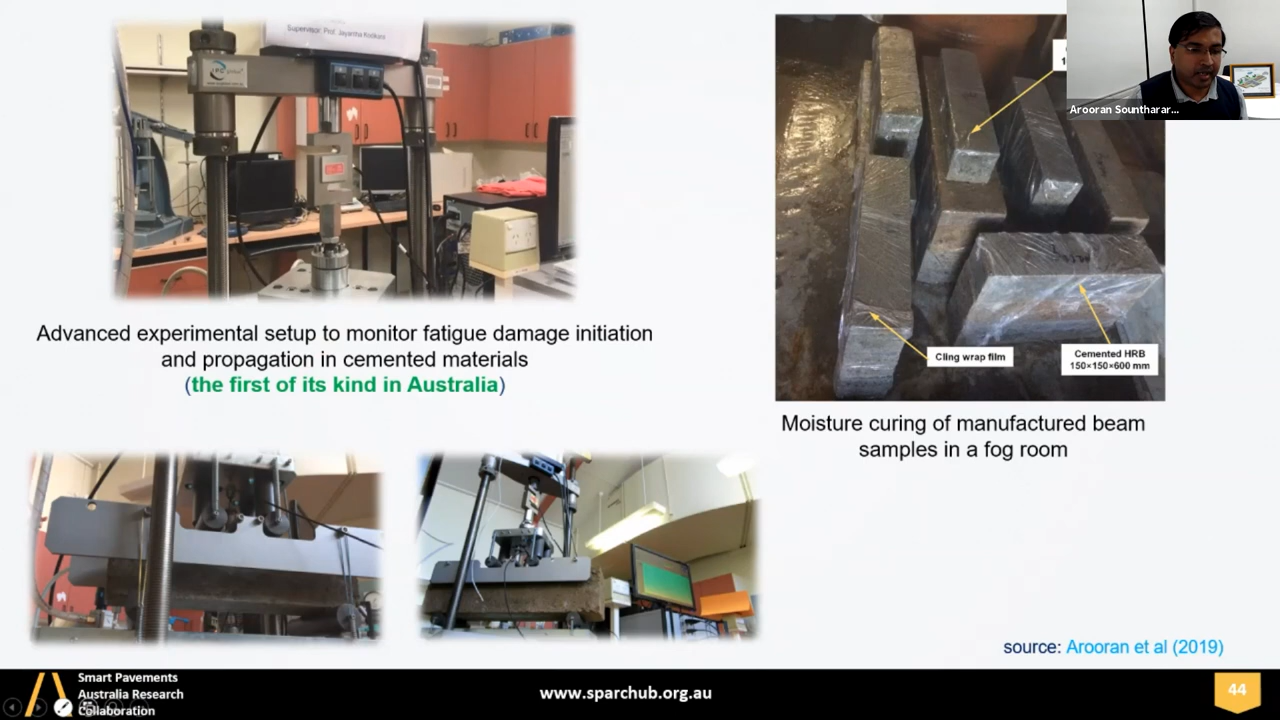 Supervisor: Prof. Jayantha Kodikara
Arooran Sountharar...
Advanced experimental setup to monitor fatigue damage initiation
and propagation in cemented materials
(the first of its kind in Australia)
Cling wrap film
Cemented HRB
150×150×600 mm
Moisture curing of manufactured beam
samples in a fog room
source: Arooran et al (2019)
Smart Pavements
Australia Research
Collaboration
www.sparchub.org.au
44